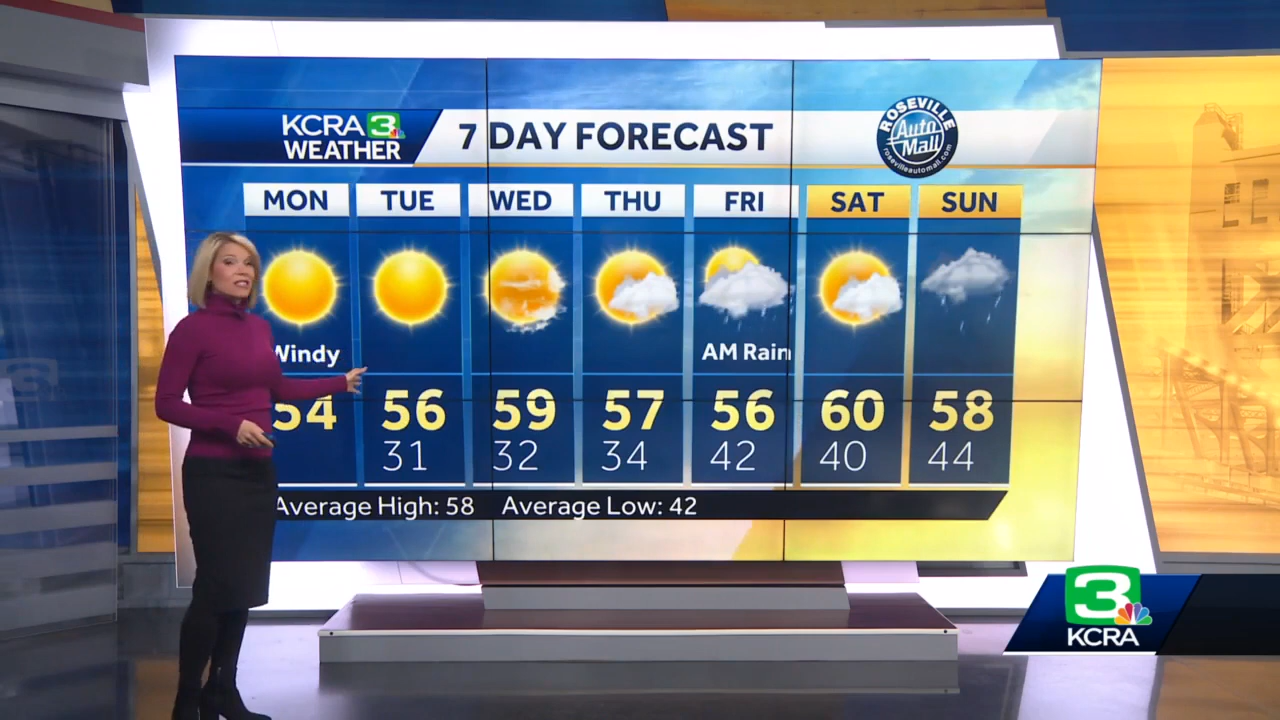 KCRA 3
WEATHER
7 DAY FORECAST
ROSEVILLE
Auto
Mall
rosevilleautomall.com
MON TUE WED THU FRI SAT SUN
Windy AM Rain
54 56 59 57 56 60 58
31 32 34 42 40 44
Average High: 58 Average Low: 42
3
KCRA